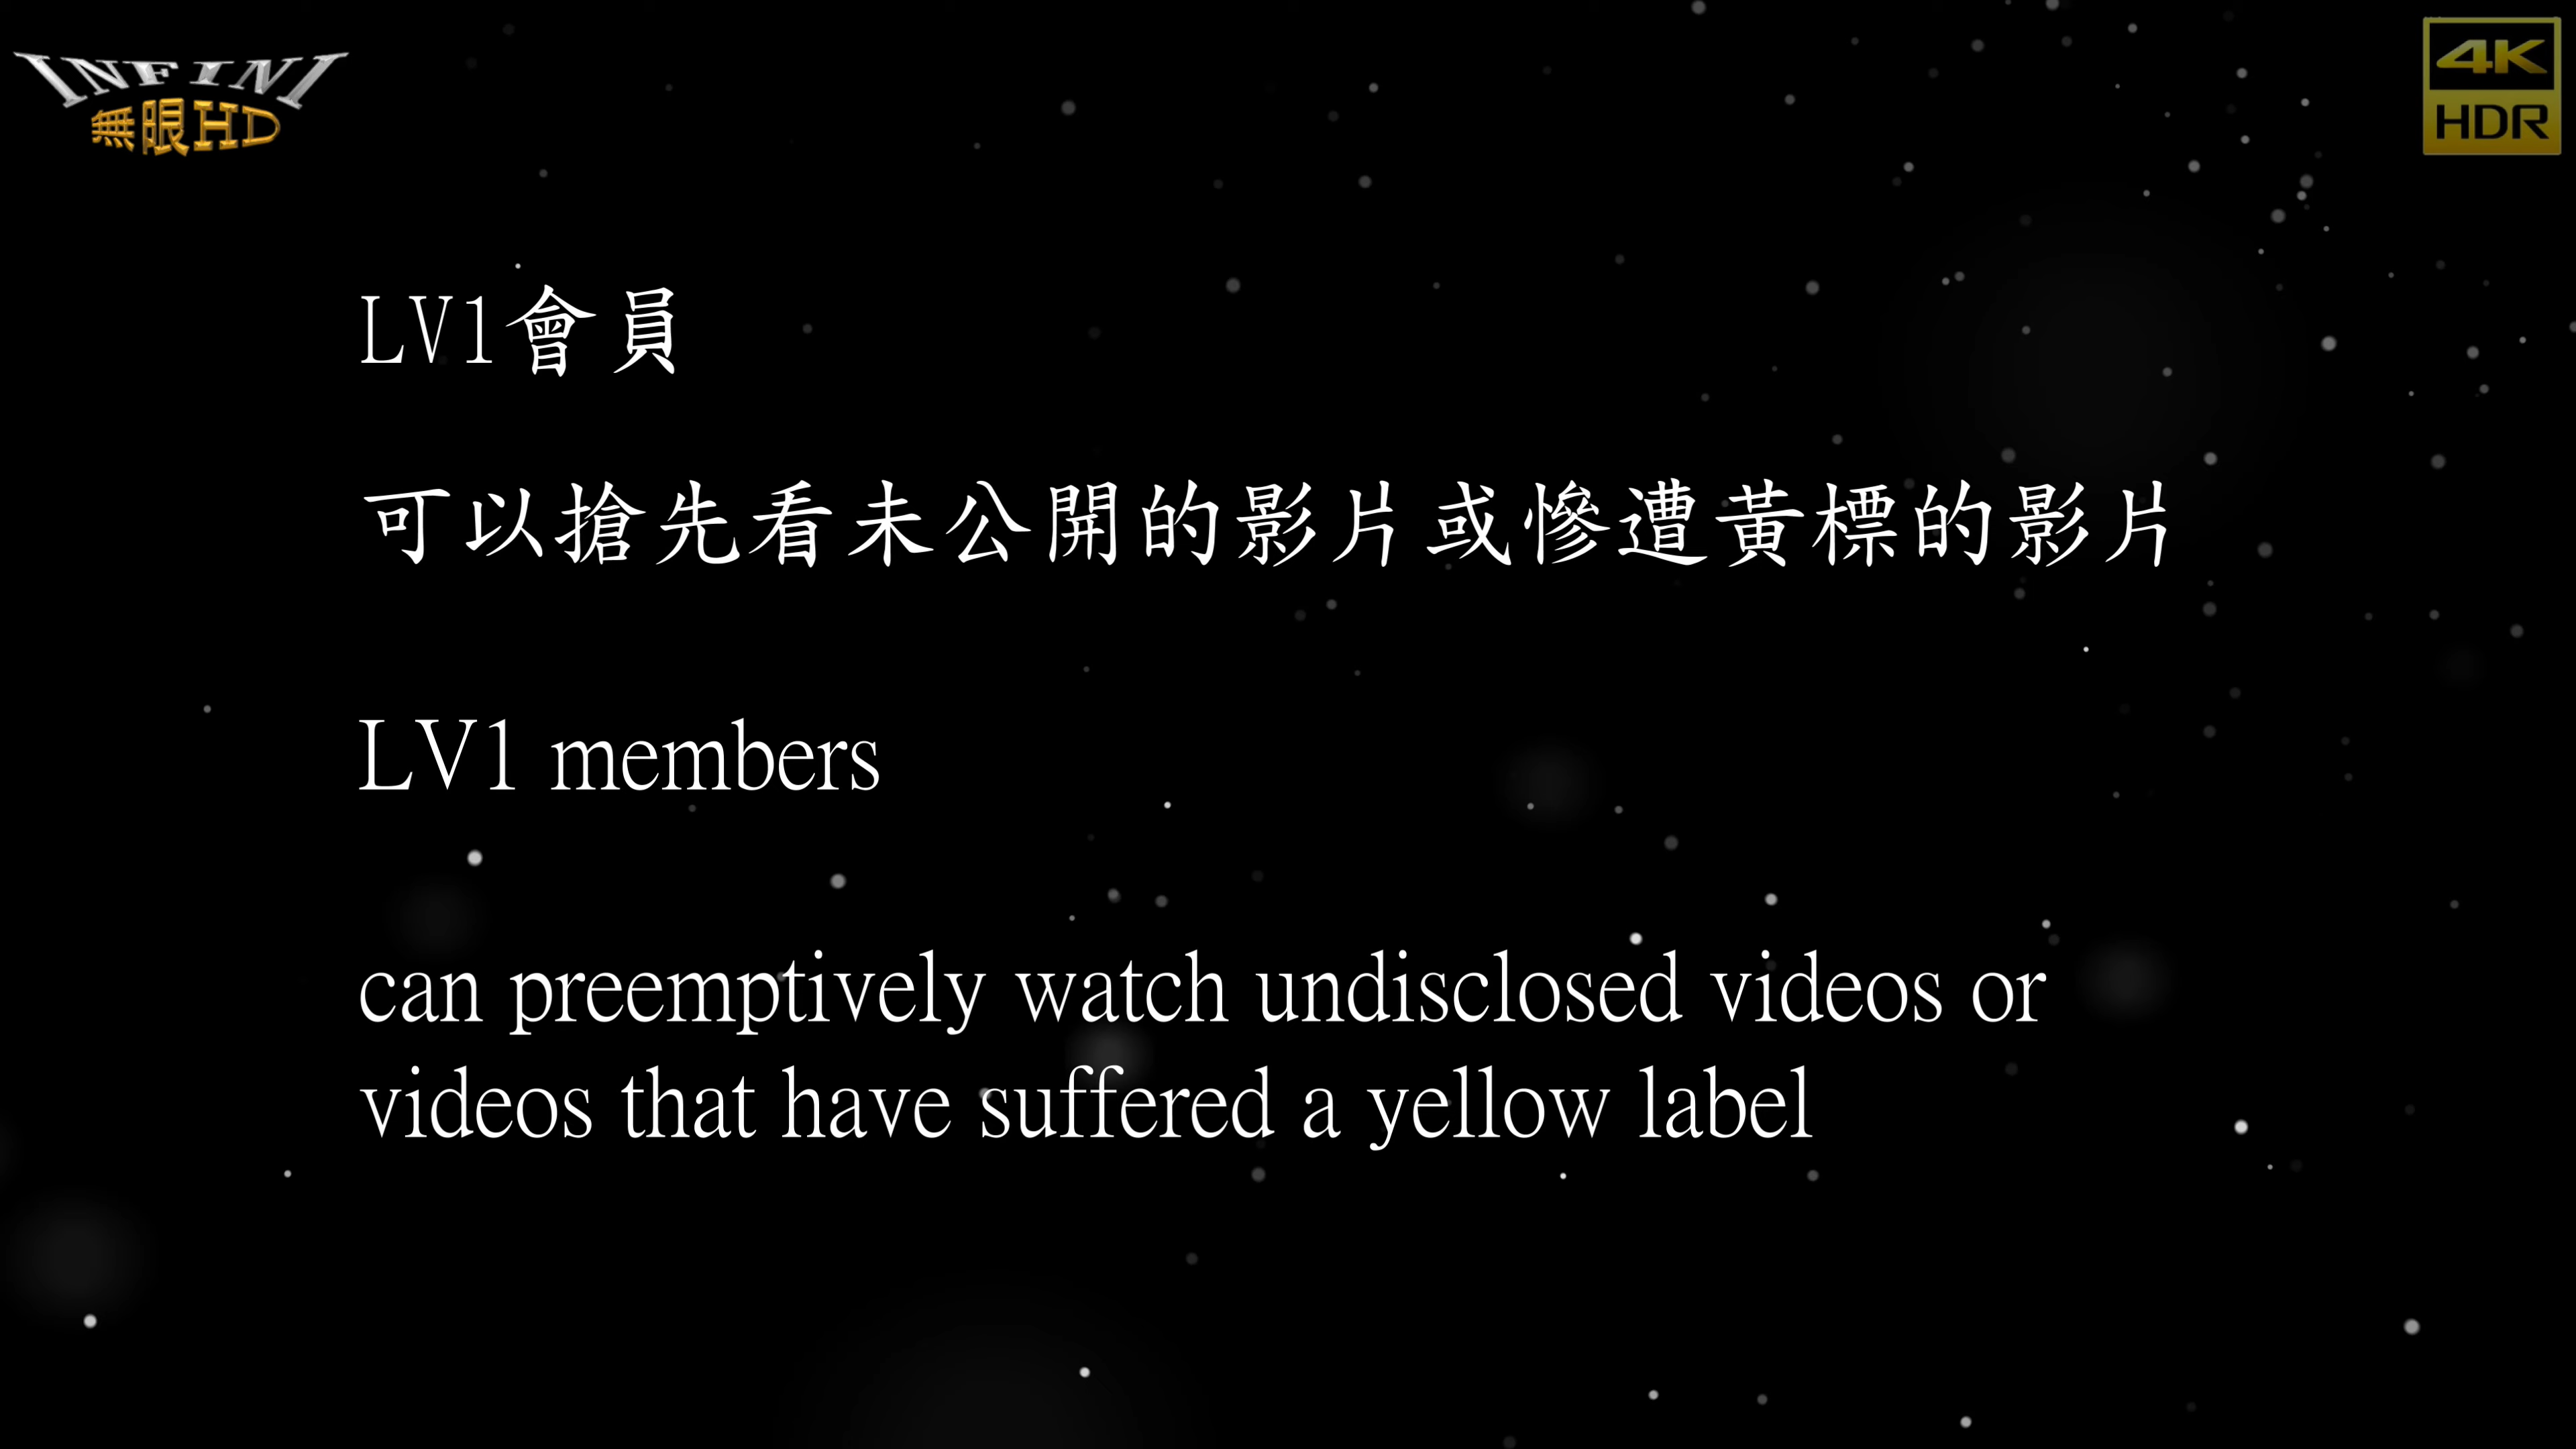 INFINI
無限HD
4K
HDR
LV1會員
可以搶先看未公開的影片或慘遭黃標的影片
LV1 members
can preemptively watch undisclosed videos or
videos that have suffered a yellow label